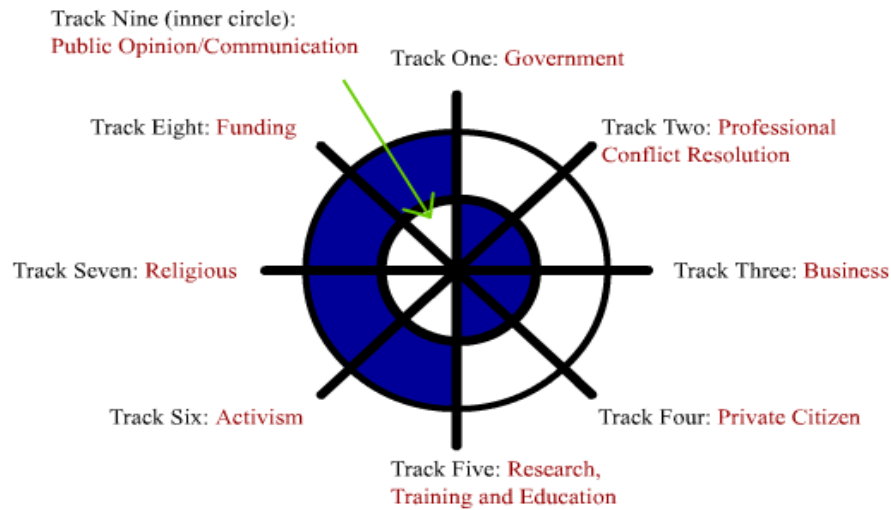 Track Nine (inner circle):
Public Opinion/Communication
Track One: Government
Track Eight: Funding
Track Two: Professional
Conflict Resolution
Track Seven: Religious
Track Three: Business
Track Six: Activism
Track Four: Private Citizen
Track Five: Research,
Training and Education